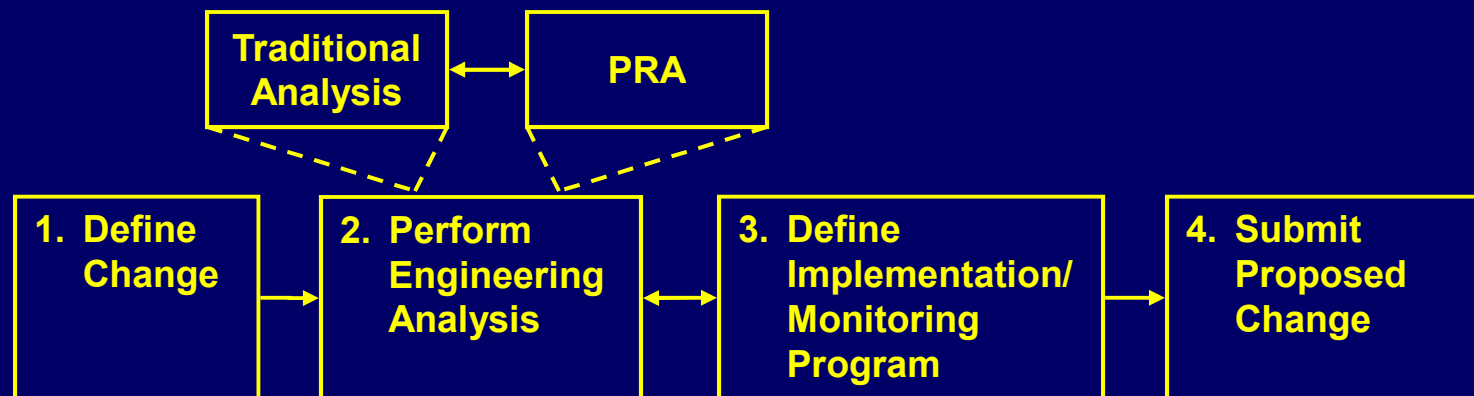 Traditional
Analysis
PRA
1. Define
Change
2. Perform
Engineering
Analysis
3. Define
Implementation/
Monitoring
Program
4. Submit
Proposed
Change